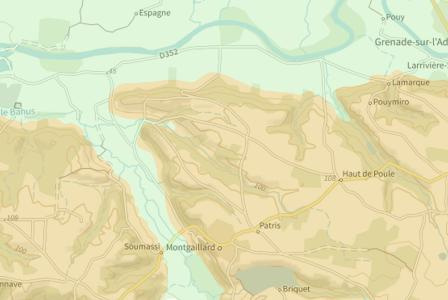 Espagne
Pouy
Grenade-sur-l'Ad
D352
45
Larrivière-
Lamarque
Pouymiro
le Bahus
108
Haut de Poule
100
108
Patris
100
Soumassi
Montgaillard
Briquet
nnave